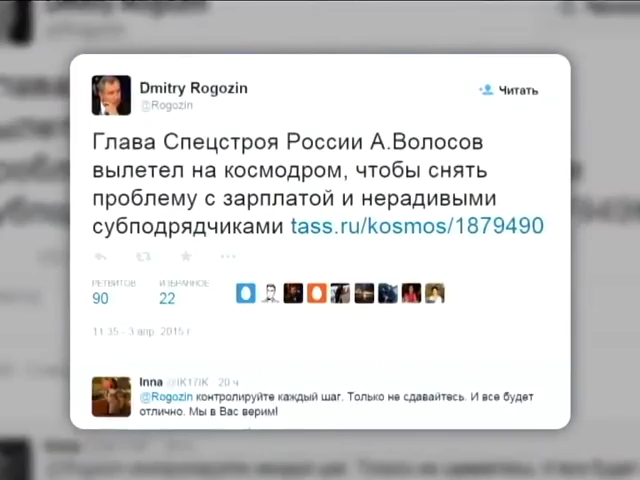 Dmitry Rogozin
@Rogozin
Читать
Глава Спецстроя России А.Волосов
вылетел на космодром, чтобы снять
проблему с зарплатой и нерадивыми
субподрядчиками tass.ru/kosmos/1879490
РЕТВИТОВ ИЗБРАННОЕ
90 22
11:35 - 3 апр. 2015 г.
Inna @IK17IK 20 ч
@Rogozin контролируйте каждый шаг. Только не сдавайтесь. И все будет
отлично. Мы в Вас верим!